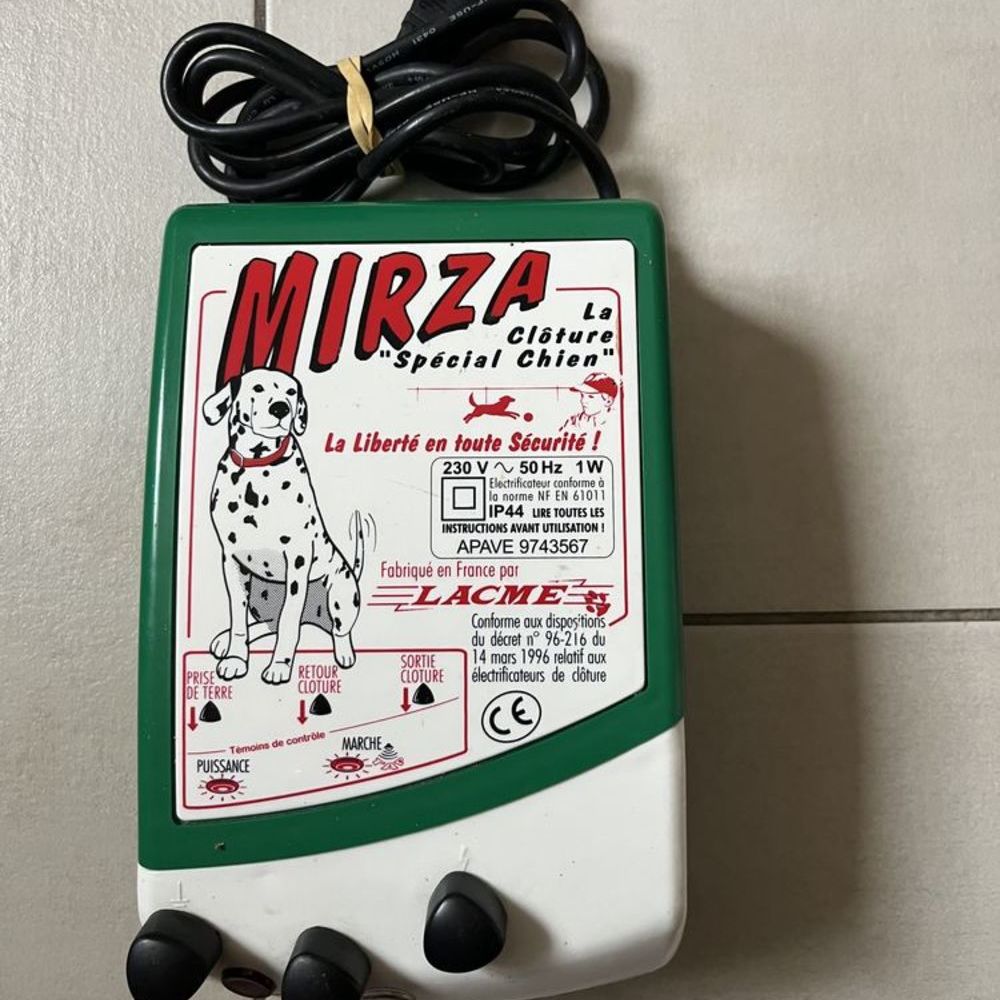 MIRZA
La
Clôture
"Spécial Chien"
La Liberté en toute Sécurité !
230 V ~ 50 Hz 1 W
Electrificateur conforme à
la norme NF EN 61011
IP44 LIRE TOUTES LES
INSTRUCTIONS AVANT UTILISATION !
APAVE 9743567
Fabriqué en France par
LACME
Conforme aux dispositions
du décret n° 96-216 du
14 mars 1996 relatif aux
électrificateurs de clôture
CE
PRISE
DE TERRE
RETOUR
CLOTURE
SORTIE
CLOTURE
Témoins de contrôle
PUISSANCE
MARCHE